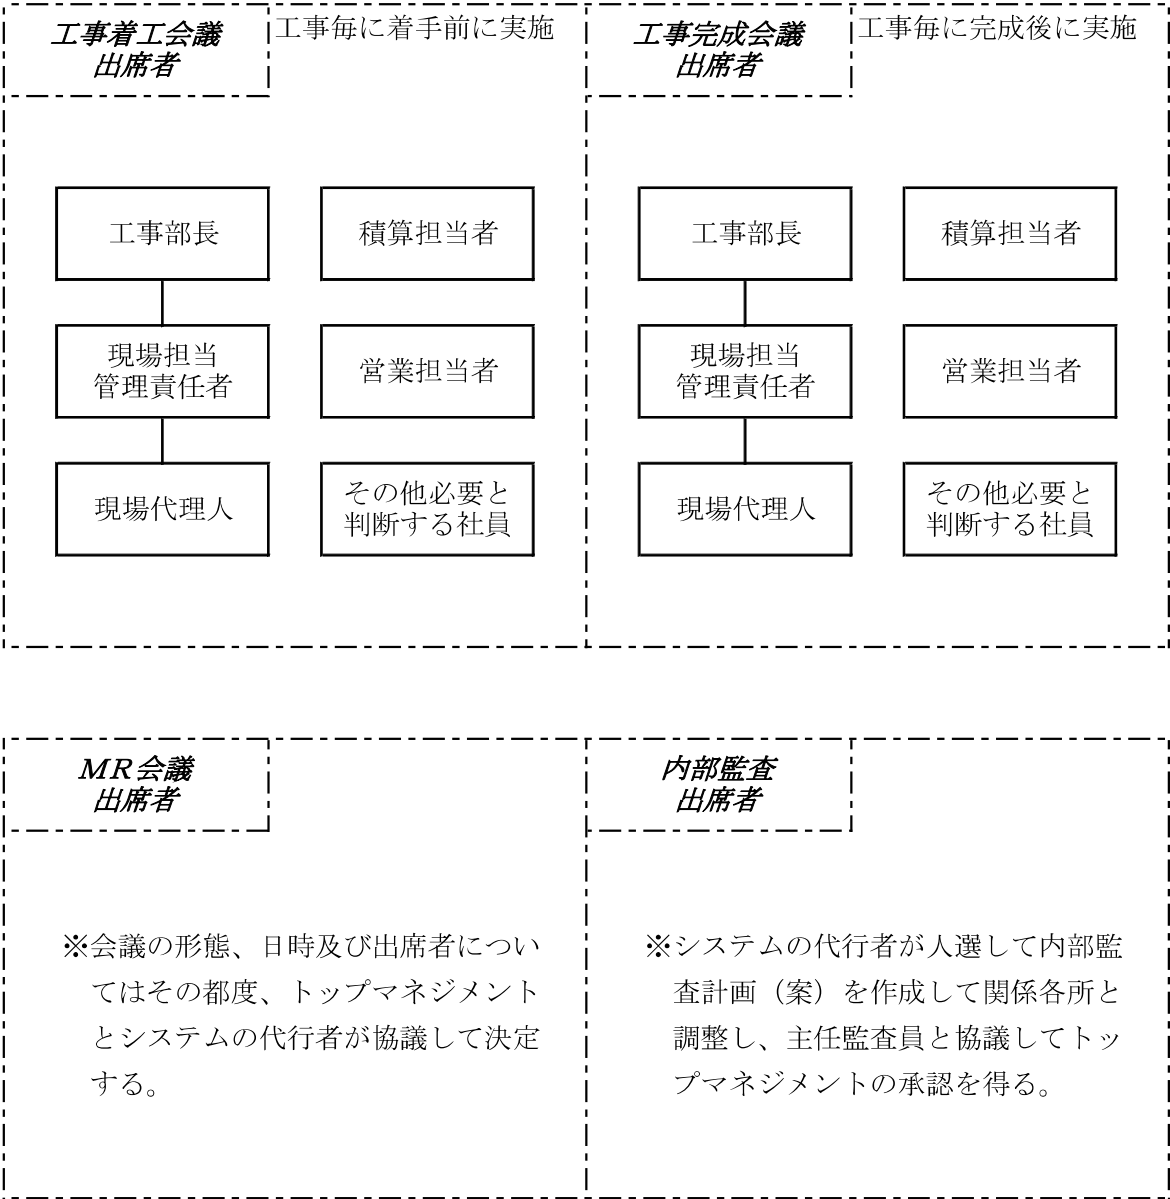 工事着工会議
出席者
工事毎に着手前に実施
工事部長
積算担当者
現場担当
管理責任者
営業担当者
現場代理人
その他必要と
判断する社員
工事完成会議
出席者
工事毎に完成後に実施
工事部長
積算担当者
現場担当
管理責任者
営業担当者
現場代理人
その他必要と
判断する社員
ＭＲ会議
出席者
※会議の形態、日時及び出席者につい
てはその都度、トップマネジメント
とシステムの代行者が協議して決定
する。
内部監査
出席者
※システムの代行者が人選して内部監
査計画（案）を作成して関係各所と
調整し、主任監査員と協議してトッ
プマネジメントの承認を得る。